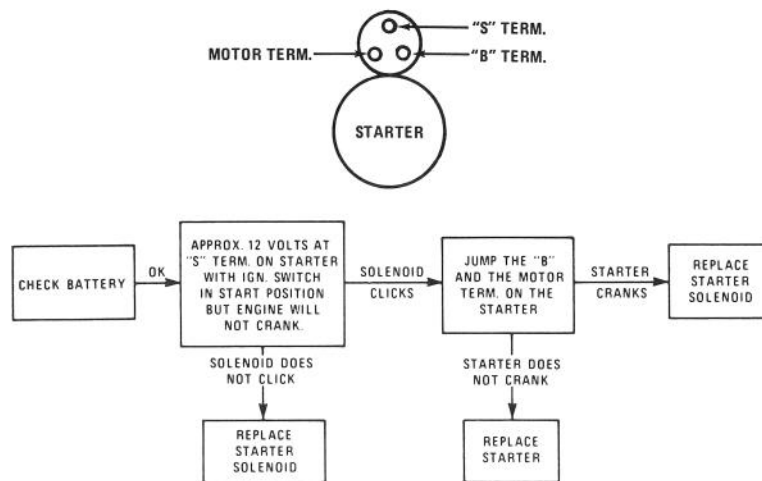 "S" TERM.
MOTOR TERM.
"B" TERM.
STARTER
CHECK BATTERY
OK
APPROX. 12 VOLTS AT
"S" TERM. ON STARTER
WITH IGN. SWITCH
IN START POSITION
BUT ENGINE WILL
NOT CRANK.
SOLENOID
CLICKS
JUMP THE "B"
AND THE MOTOR
TERM. ON THE
STARTER
STARTER
CRANKS
REPLACE
STARTER
SOLENOID
SOLENOID DOES
NOT CLICK
STARTER DOES
NOT CRANK
REPLACE
STARTER
SOLENOID
REPLACE
STARTER